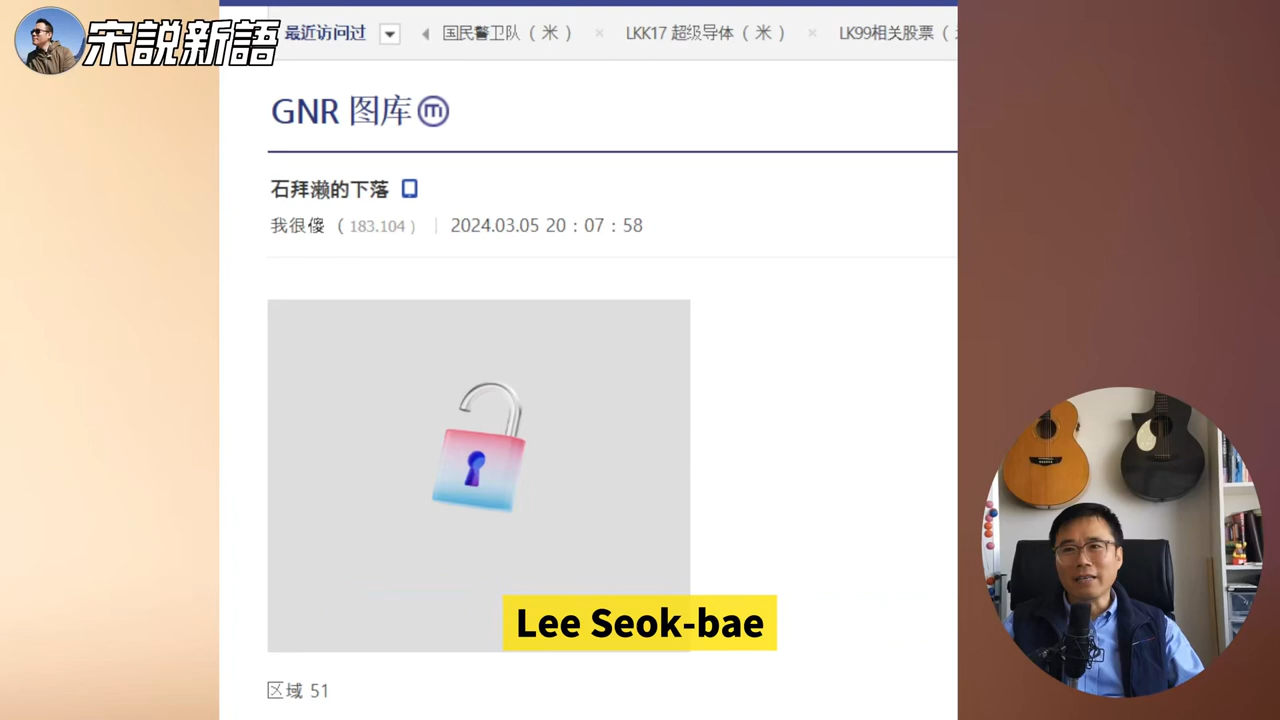 宋説新語
最近访问过
国民警卫队（米） × LKK17 超级导体（米） × LK99相关股票（
GNR 图库 m
石拜濑的下落
我很傻 （ 183.104 ） | 2024.03.05 20：07：58
Lee Seok-bae
区域 51